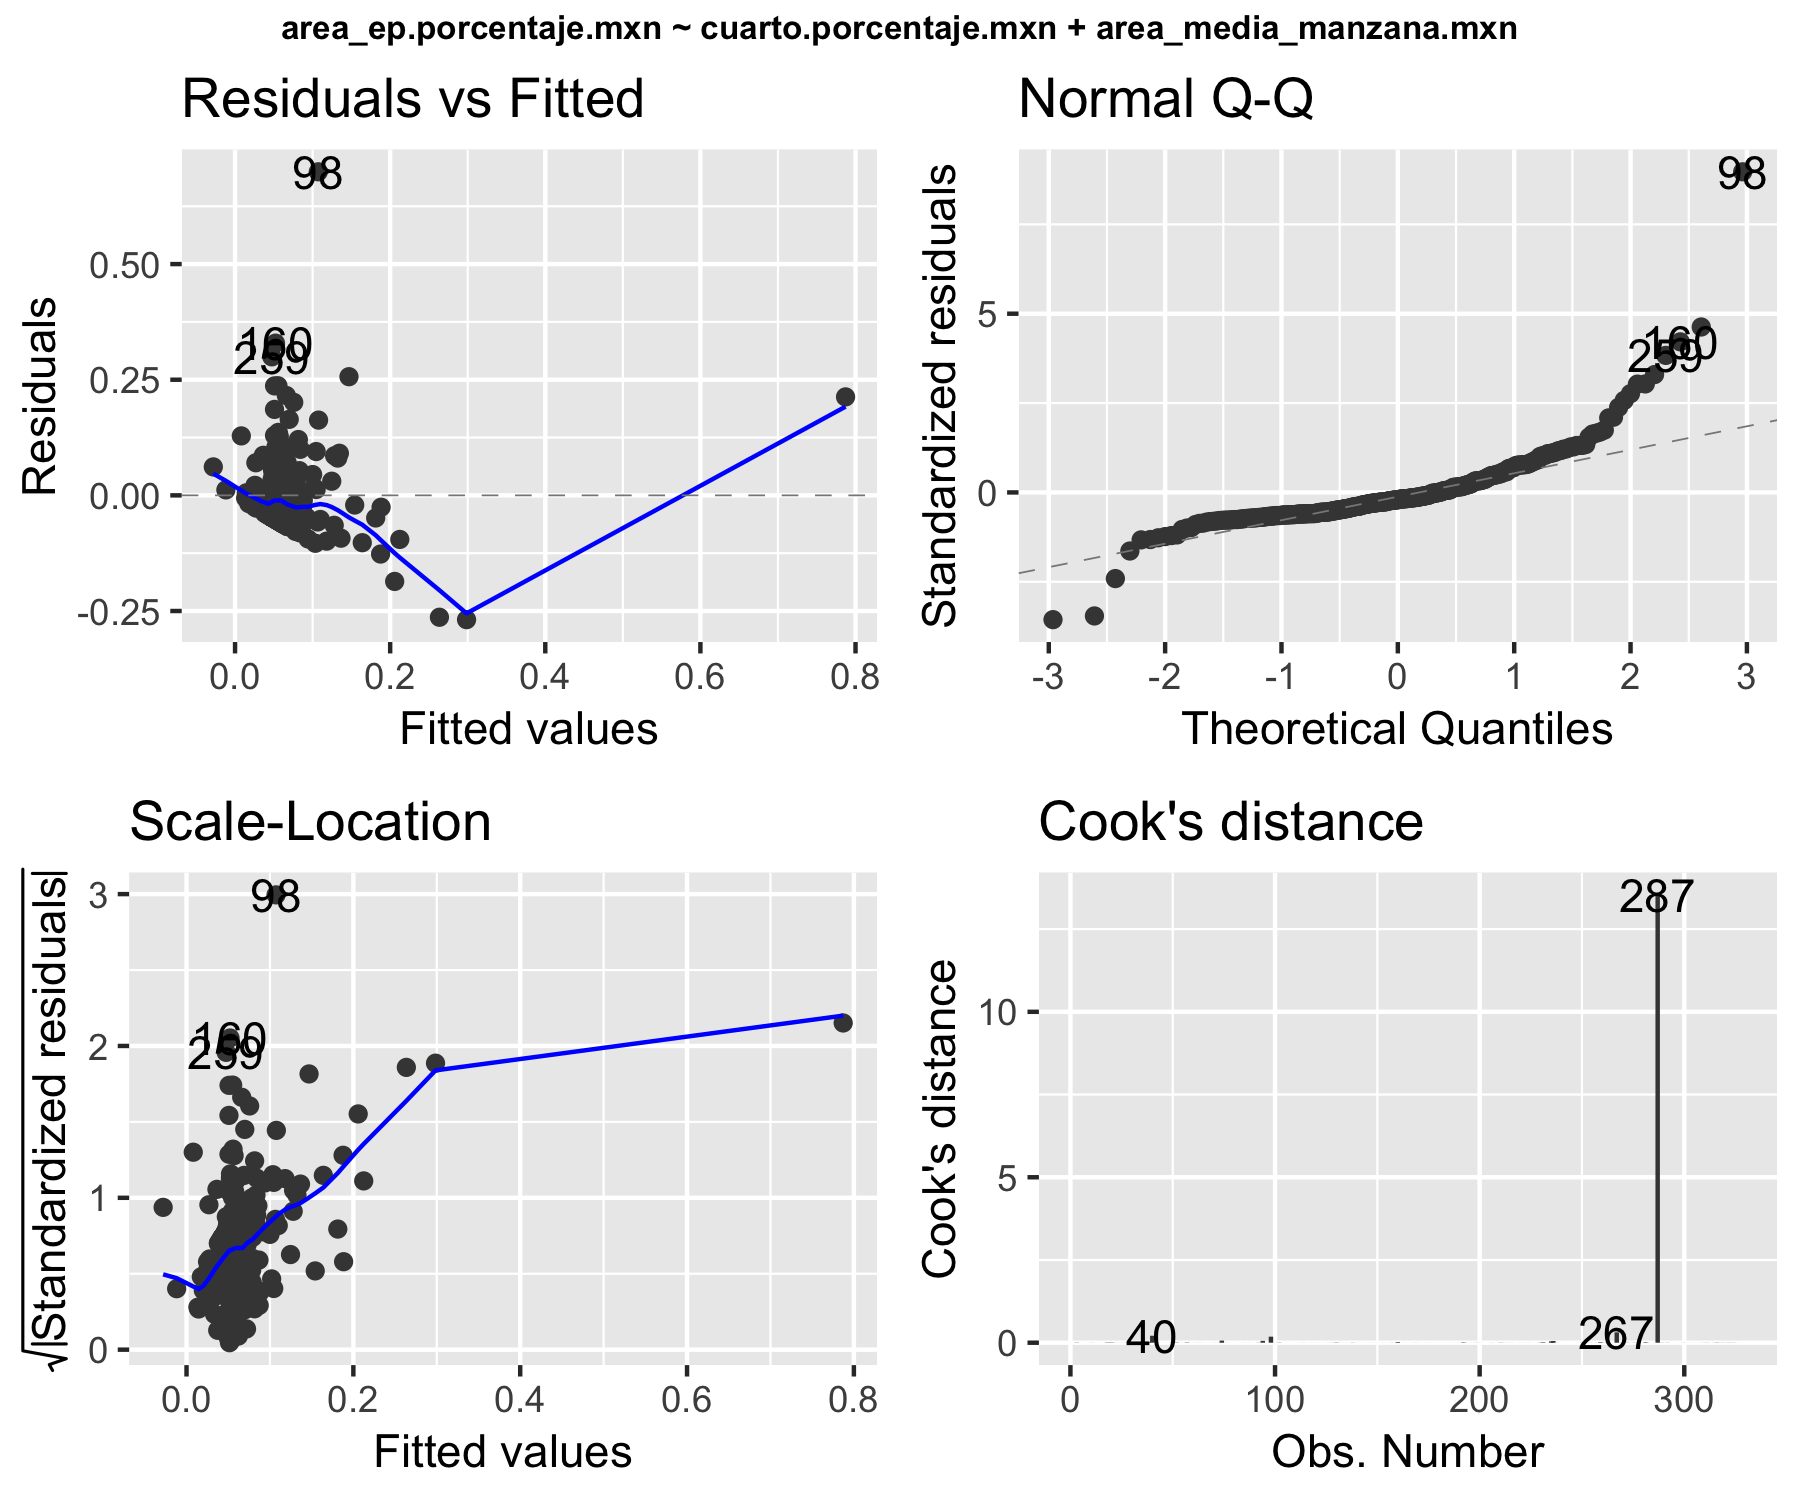 area_ep.porcentaje.mxn ~ cuarto.porcentaje.mxn + area_media_manzana.mxn
Residuals vs Fitted
98
160
259
0.50
0.25
0.00
-0.25
Residuals
0.0 0.2 0.4 0.6 0.8
Fitted values
Normal Q-Q
98
160
259
5
0
Standardized residuals
-3 -2 -1 0 1 2 3
Theoretical Quantiles
Scale-Location
98
160
259
3
2
1
0
√|Standardized residuals|
0.0 0.2 0.4 0.6 0.8
Fitted values
Cook's distance
287
40
267
10
5
0
Cook's distance
0 100 200 300
Obs. Number